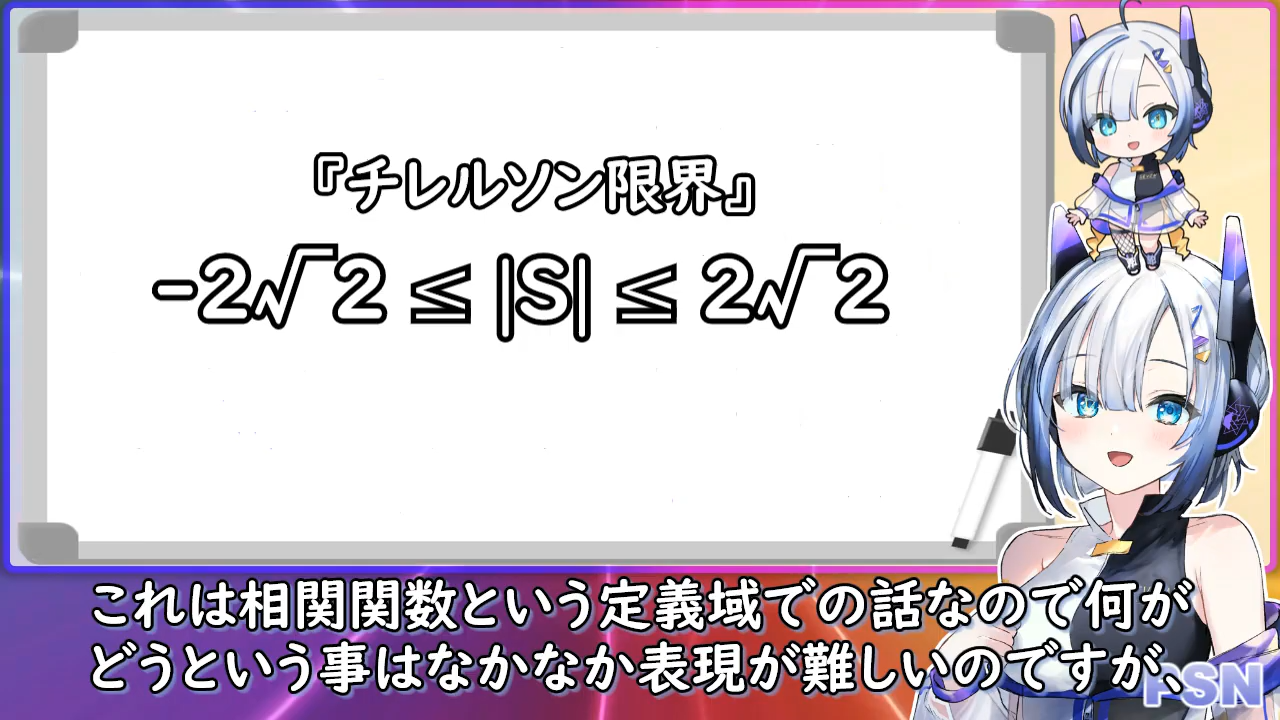 『チレルソン限界』
-2√2 ≤ |S| ≤ 2√2
これは相関関数という定義域での話なので何が
どうという事はなかなか表現が難しいのですが、
PSN